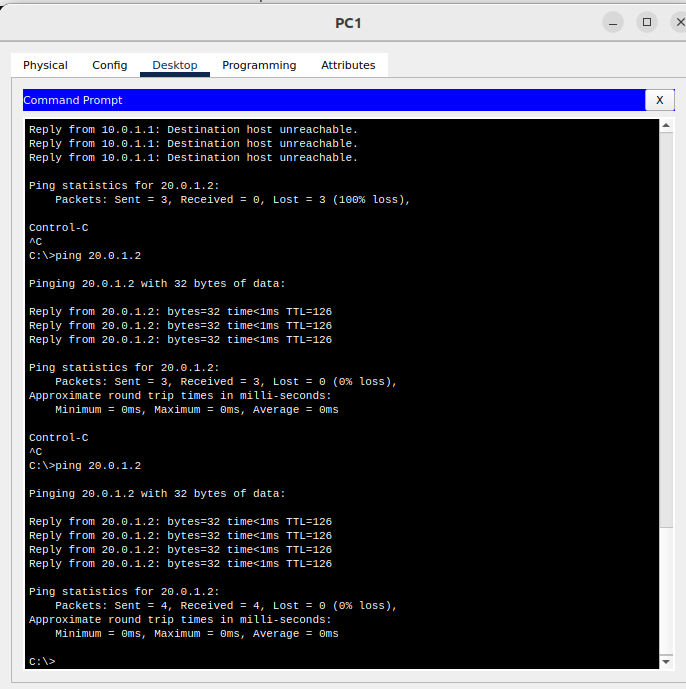 PC1
Physical Config Desktop Programming Attributes
Command Prompt X
Reply from 10.0.1.1: Destination host unreachable.
Reply from 10.0.1.1: Destination host unreachable.
Reply from 10.0.1.1: Destination host unreachable.
Ping statistics for 20.0.1.2:
Packets: Sent = 3, Received = 0, Lost = 3 (100% loss),
Control-C
^C
C:\>ping 20.0.1.2
Pinging 20.0.1.2 with 32 bytes of data:
Reply from 20.0.1.2: bytes=32 time<1ms TTL=126
Reply from 20.0.1.2: bytes=32 time<1ms TTL=126
Reply from 20.0.1.2: bytes=32 time<1ms TTL=126
Ping statistics for 20.0.1.2:
Packets: Sent = 3, Received = 3, Lost = 0 (0% loss),
Approximate round trip times in milli-seconds:
Minimum = 0ms, Maximum = 0ms, Average = 0ms
Control-C
^C
C:\>ping 20.0.1.2
Pinging 20.0.1.2 with 32 bytes of data:
Reply from 20.0.1.2: bytes=32 time<1ms TTL=126
Reply from 20.0.1.2: bytes=32 time<1ms TTL=126
Reply from 20.0.1.2: bytes=32 time<1ms TTL=126
Reply from 20.0.1.2: bytes=32 time<1ms TTL=126
Ping statistics for 20.0.1.2:
Packets: Sent = 4, Received = 4, Lost = 0 (0% loss),
Approximate round trip times in milli-seconds:
Minimum = 0ms, Maximum = 0ms, Average = 0ms
C:\>